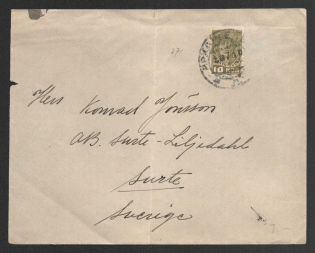 Herr Konrad Jönsson
AB. Surte-Liljedahl
Surte
Sverige